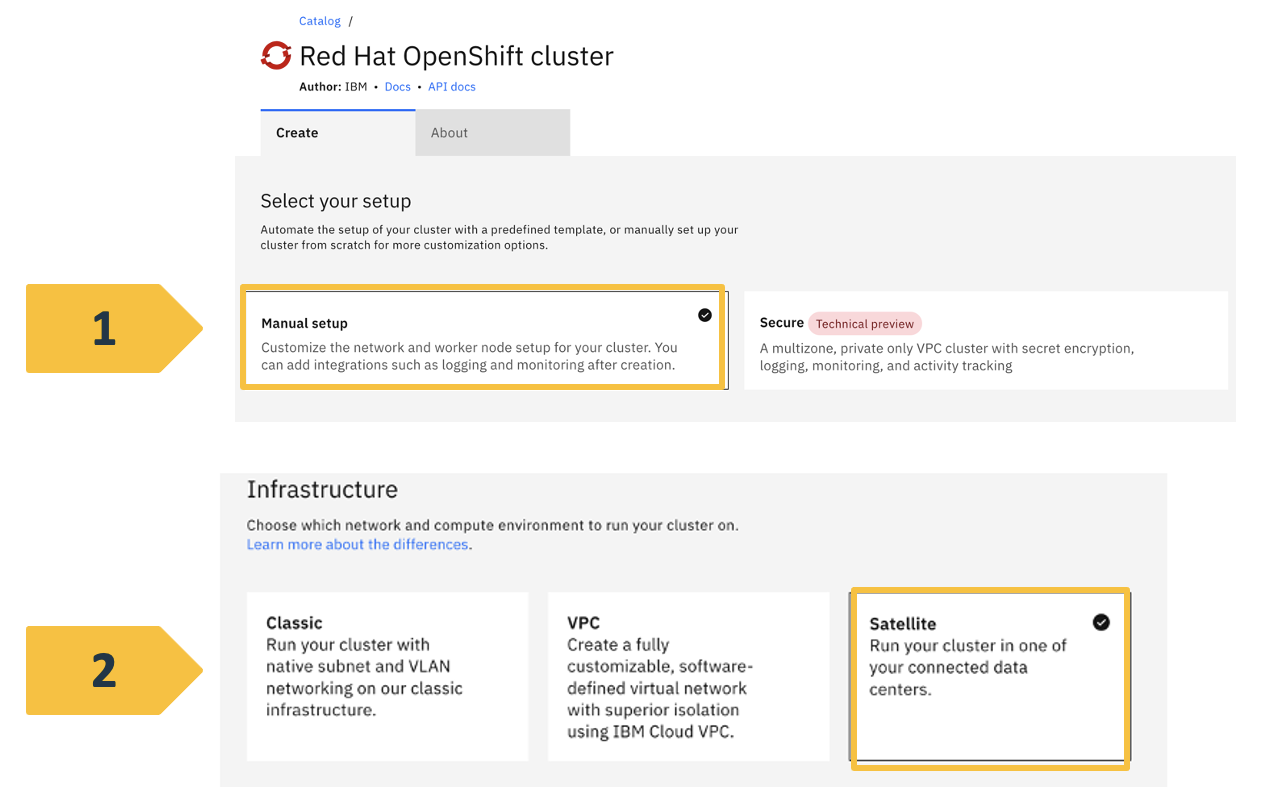 Catalog /
Red Hat OpenShift cluster
Author: IBM • Docs • API docs
Create
About
Select your setup
Automate the setup of your cluster with a predefined template, or manually set up your
cluster from scratch for more customization options.
1
Manual setup
Customize the network and worker node setup for your cluster. You
can add integrations such as logging and monitoring after creation.
Secure Technical preview
A multizone, private only VPC cluster with secret encryption,
logging, monitoring, and activity tracking
Infrastructure
Choose which network and compute environment to run your cluster on.
Learn more about the differences.
2
Classic
Run your cluster with
native subnet and VLAN
networking on our classic
infrastructure.
VPC
Create a fully
customizable, software-
defined virtual network
with superior isolation
using IBM Cloud VPC.
Satellite
Run your cluster in one of
your connected data
centers.